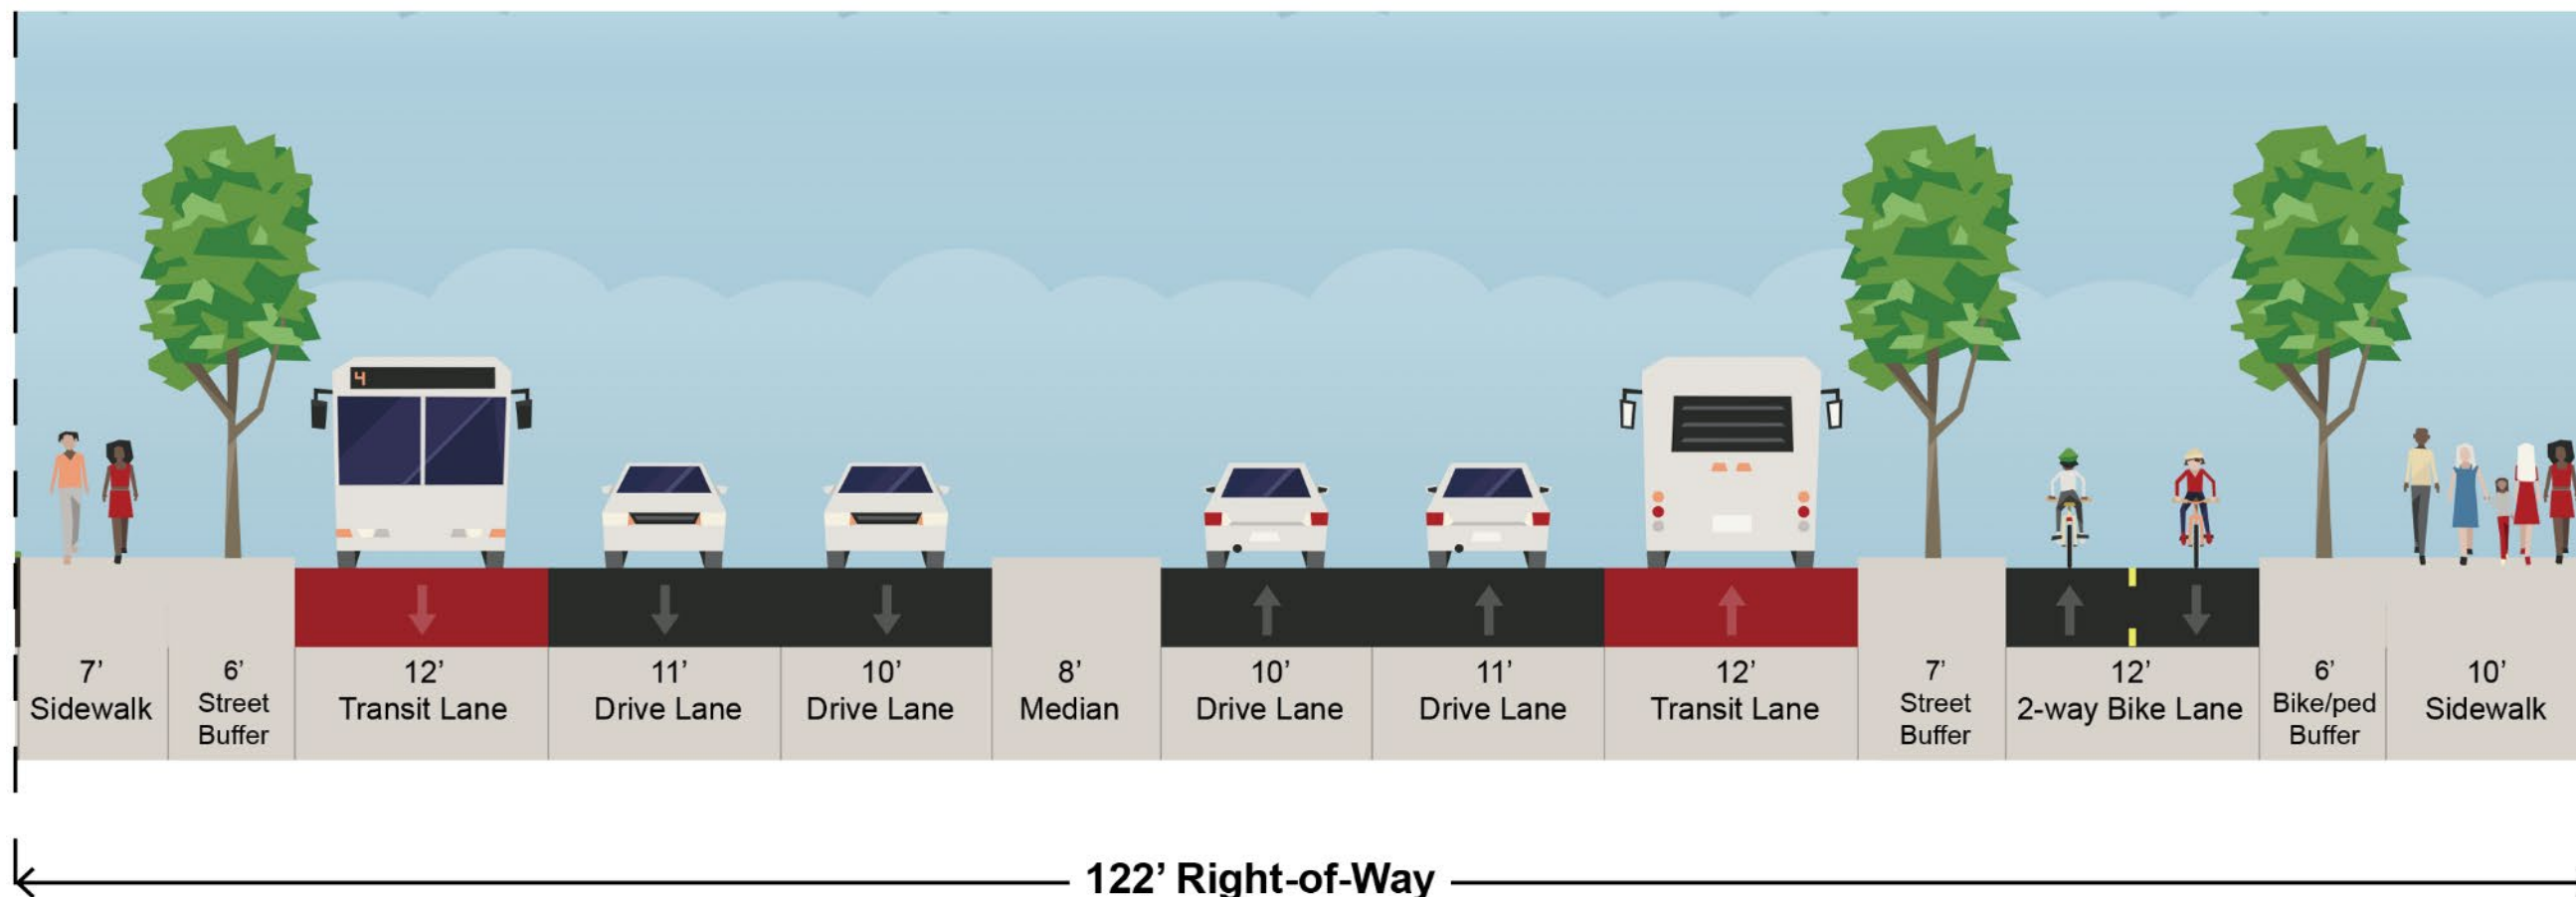 4
7’
Sidewalk
6’
Street
Buffer
12’
Transit Lane
11’
Drive Lane
10’
Drive Lane
8’
Median
10’
Drive Lane
11’
Drive Lane
12’
Transit Lane
7’
Street
Buffer
12’
2-way Bike Lane
6’
Bike/ped
Buffer
10’
Sidewalk
122’ Right-of-Way